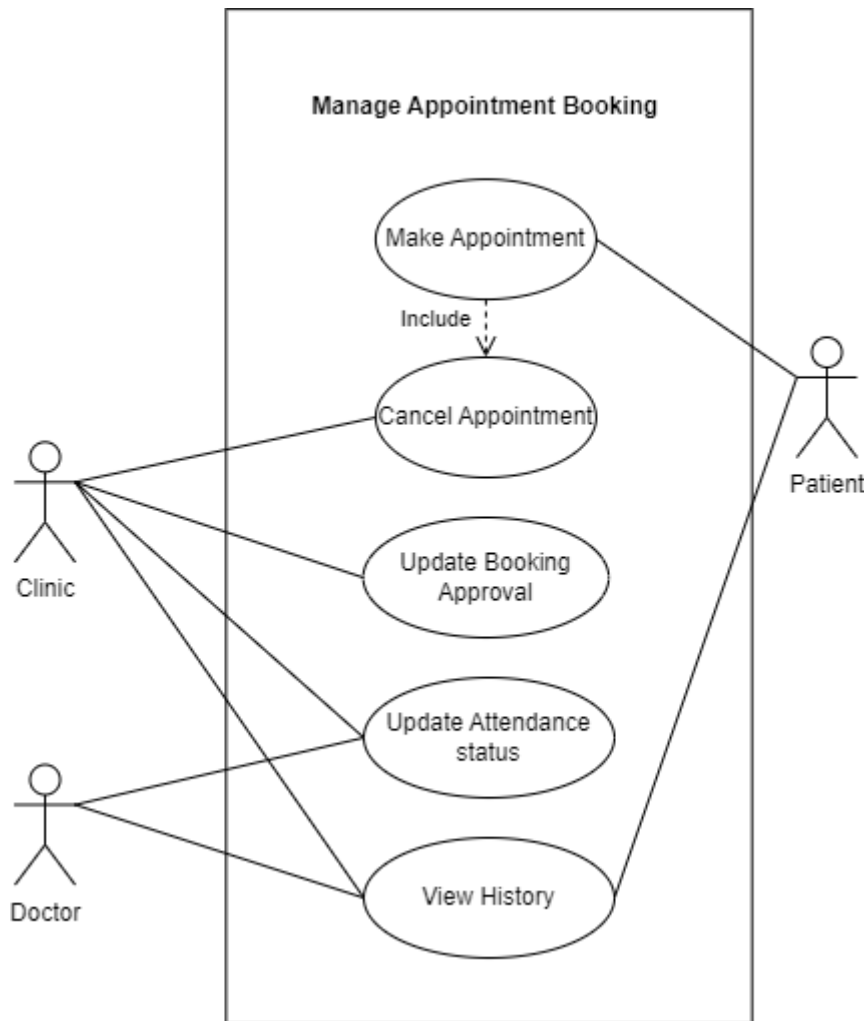 Manage Appointment Booking
Make Appointment
Include
Cancel Appointment
Patient
Clinic
Update Booking
Approval
Update Attendance
status
View History
Doctor